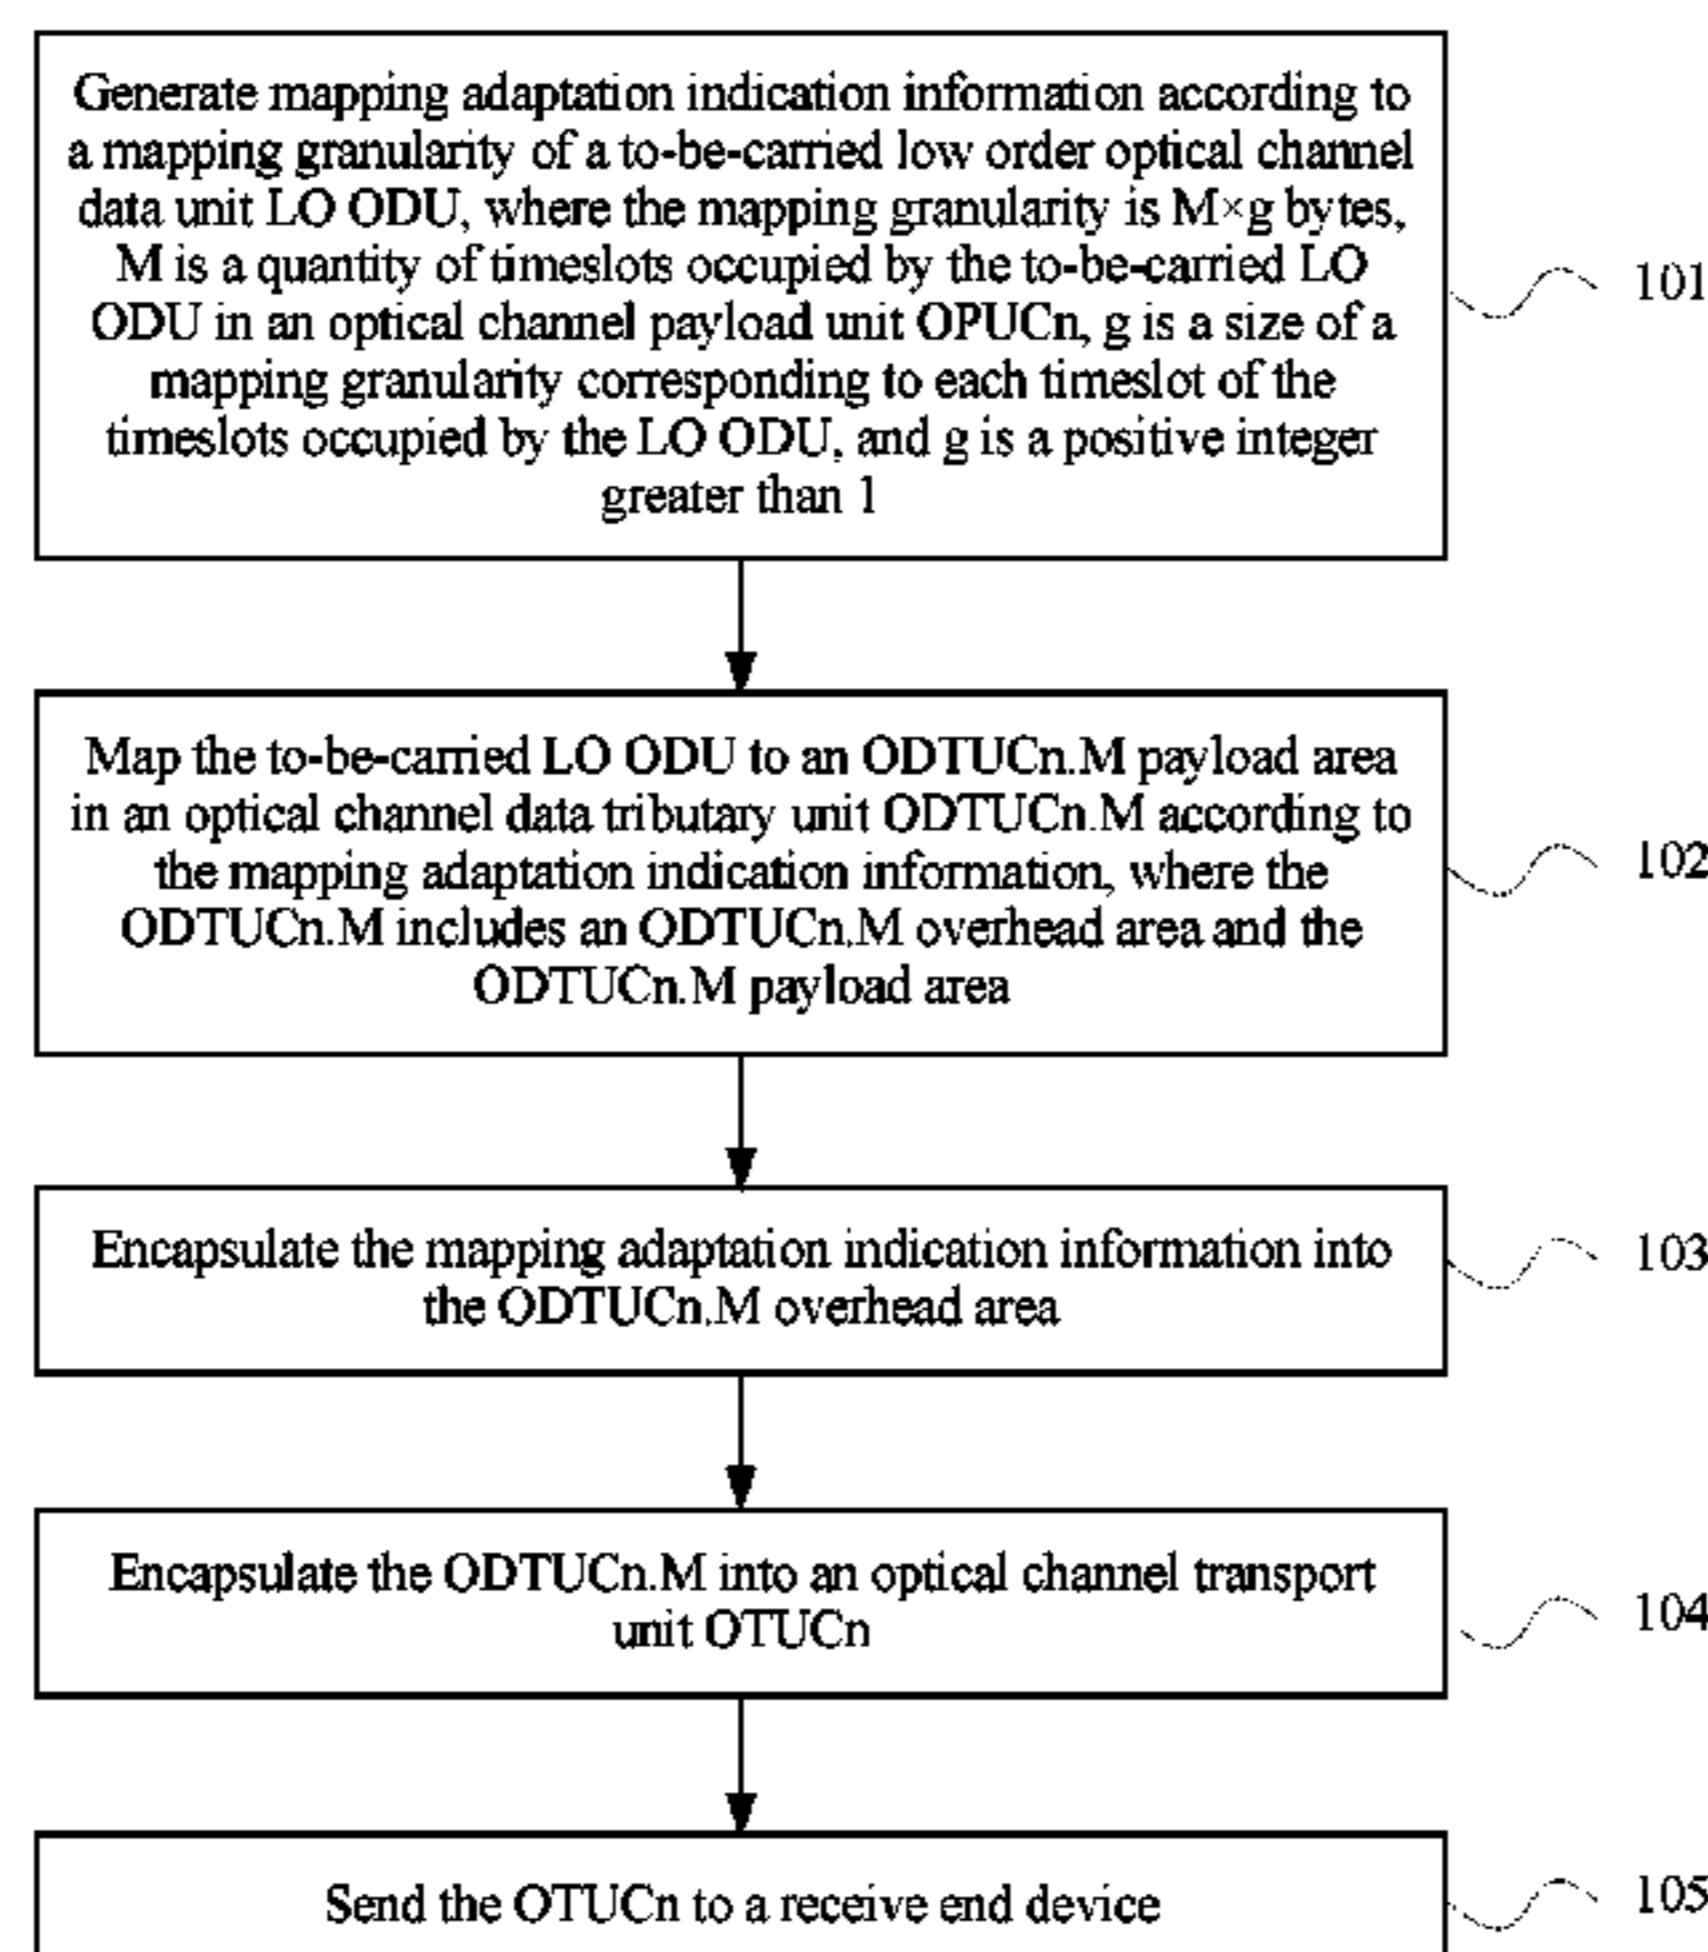 Generate mapping adaptation indication information according to
a mapping granularity of a to-be-carried low order optical channel
data unit LO ODU, where the mapping granularity is M×g bytes,
M is a quantity of timeslots occupied by the to-be-carried LO
ODU in an optical channel payload unit OPUCn, g is a size of a
mapping granularity corresponding to each timeslot of the
timeslots occupied by the LO ODU, and g is a positive integer
greater than 1
101
Map the to-be-carried LO ODU to an ODTUCn.M payload area
in an optical channel data tributary unit ODTUCn.M according to
the mapping adaptation indication information, where the
ODTUCn.M includes an ODTUCn.M overhead area and the
ODTUCn.M payload area
102
Encapsulate the mapping adaptation indication information into
the ODTUCn.M overhead area
103
Encapsulate the ODTUCn.M into an optical channel transport
unit OTUCn
104
Send the OTUCn to a receive end device
105